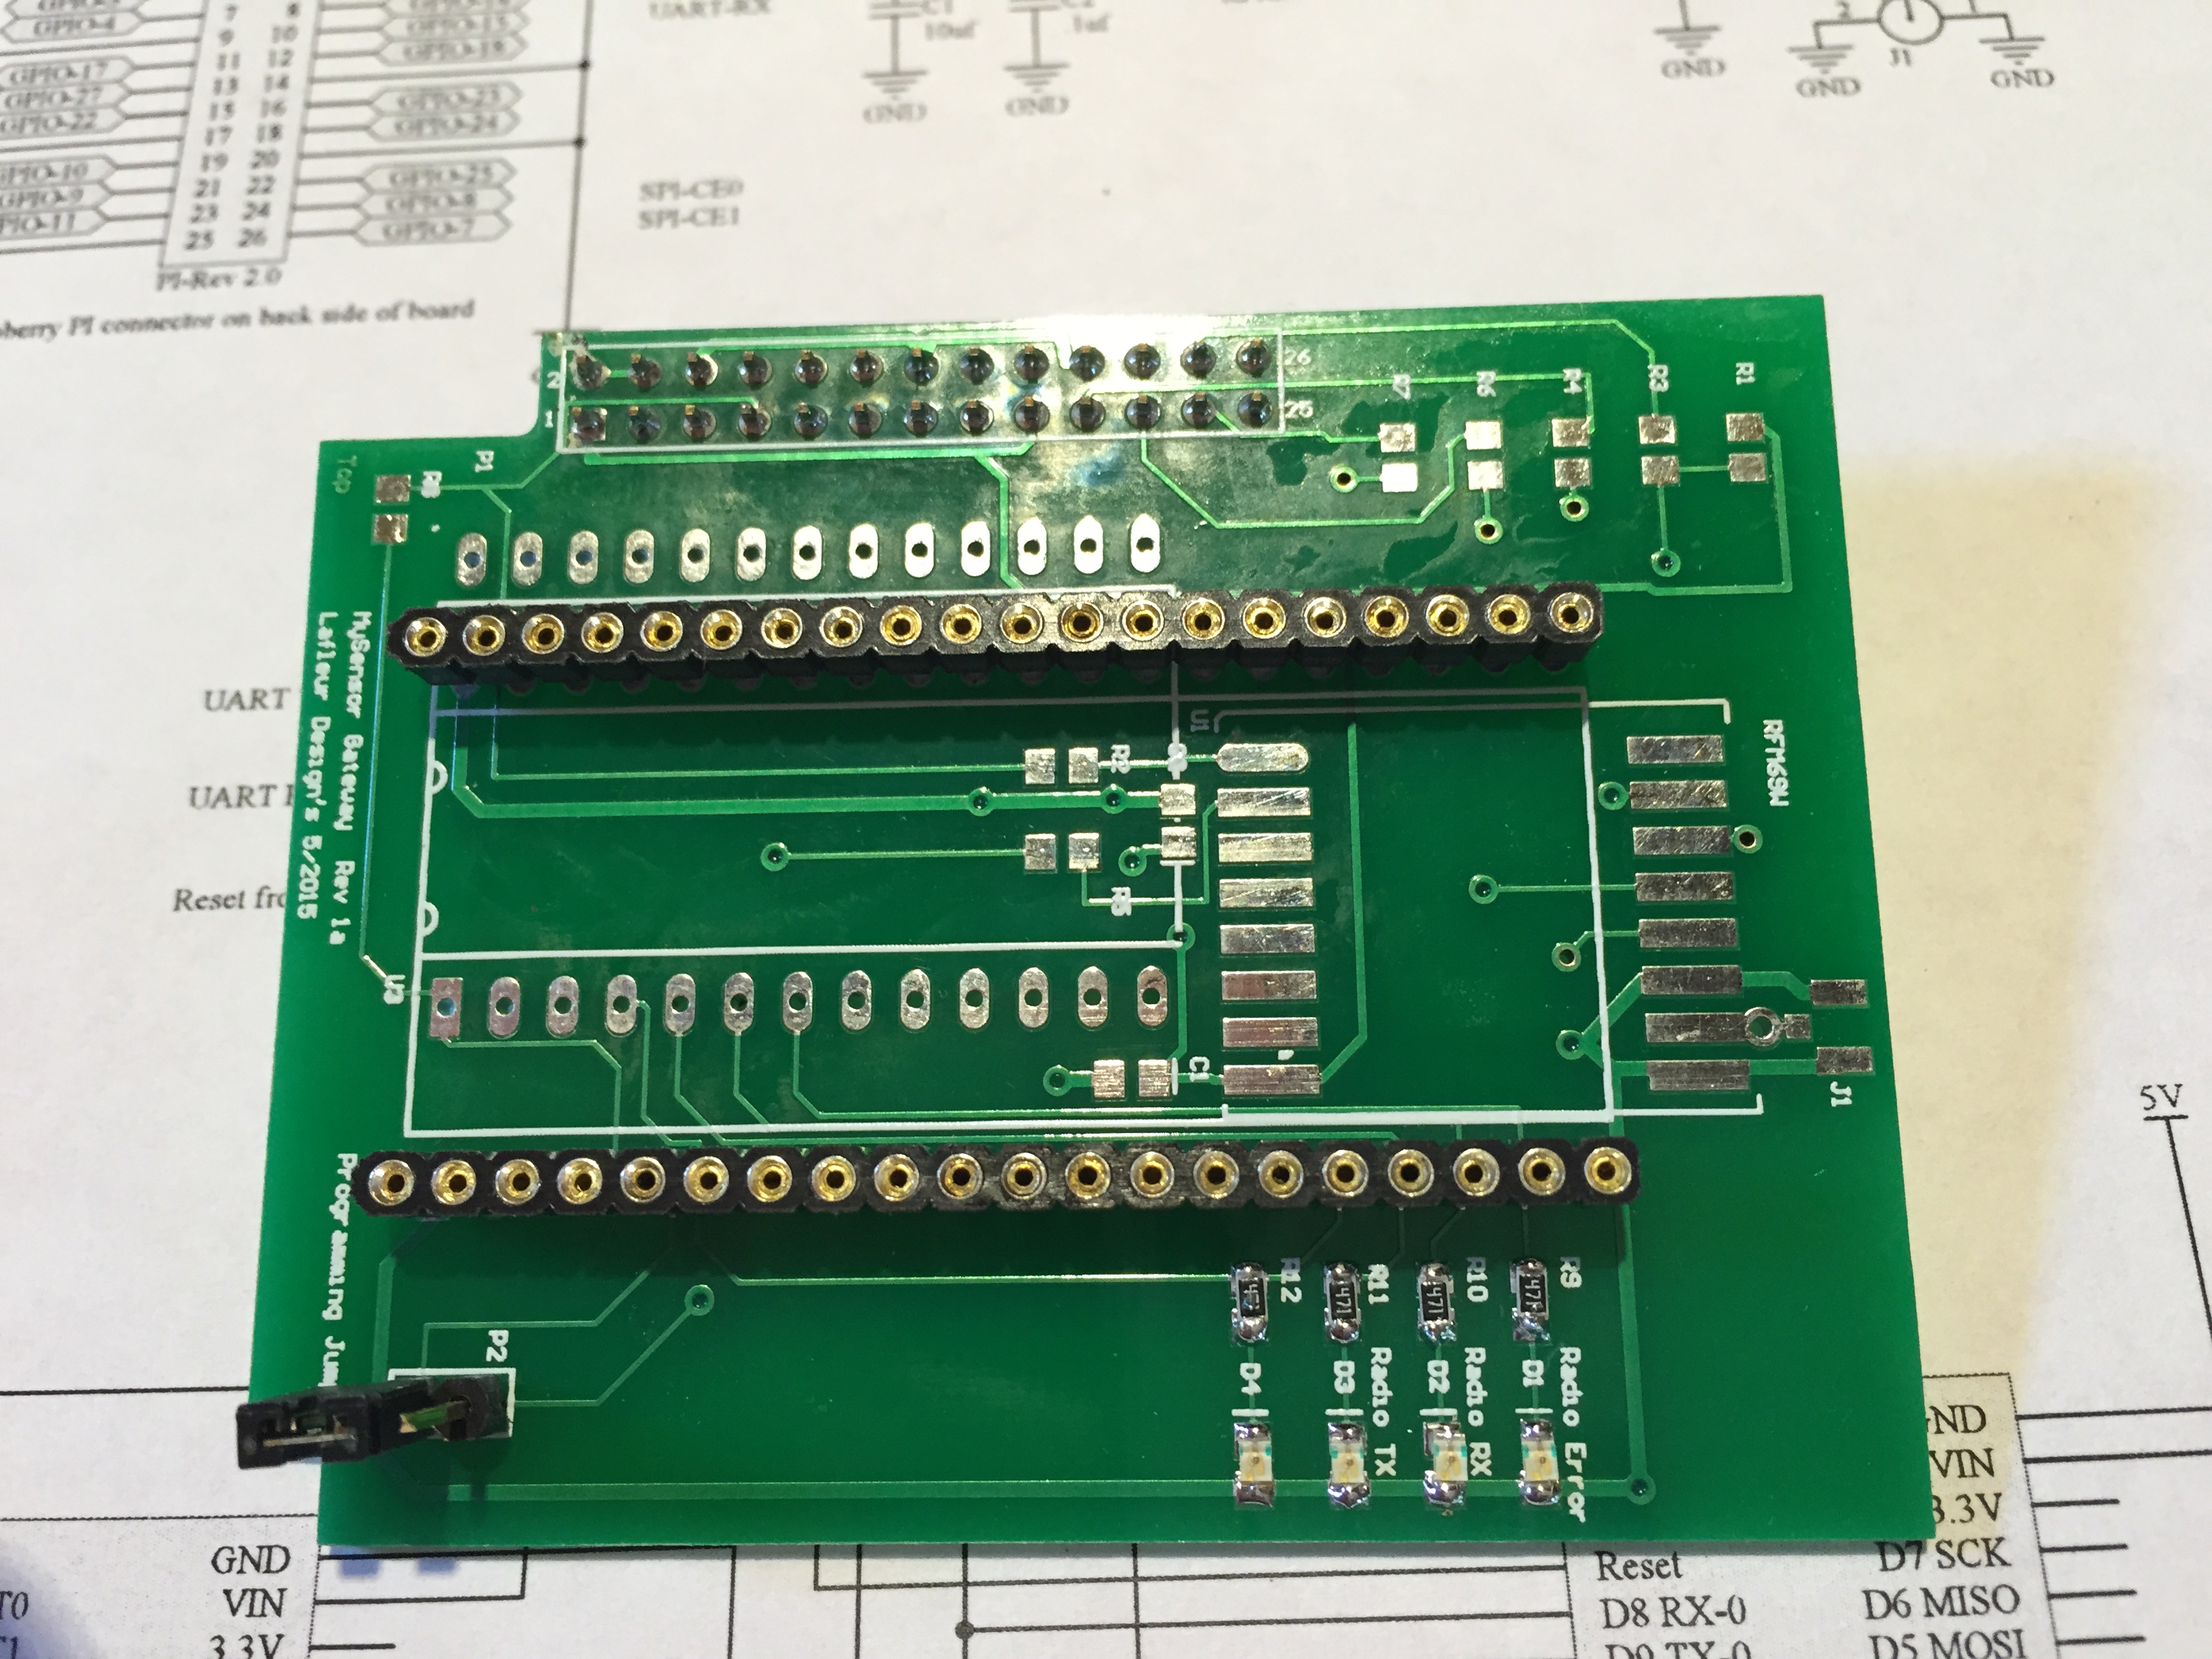 GPIO-4
GPIO-17
GPIO-27
GPIO-22
GPIO-10
GPIO-9
GPIO-11
7 8
9 10
11 12
13 14
15 16
17 18
19 20
21 22
23 24
25 26
GPIO-15
GPIO-18
GPIO-23
GPIO-24
GPIO-25
GPIO-8
GPIO-7
PI-Rev 2.0
berry PI connector on back side of board
UART-RX
SPI-CE0
SPI-CE1
C1
10uf
GND
C2
.1uf
GND
GND
2
J1
GND
GND
2
1
26
25
Top
P1
R8
R7
R6
R4
R3
R1
MySensor Gateway Rev 1a
Lafleur Design's 5/2015
U1
R2
R5
C1
U3
RFM69W
J1
Programming Jum
P2
R12
R11
R10
R9
D4
D3
Radio TX
D2
Radio RX
D1
Radio Error
UART
UART
Reset
5V
GND
VIN
3.3V
T0
GND
VIN
3.3V
Reset
D8 RX-0
D9 TX-0
D7 SCK
D6 MISO
D5 MOSI